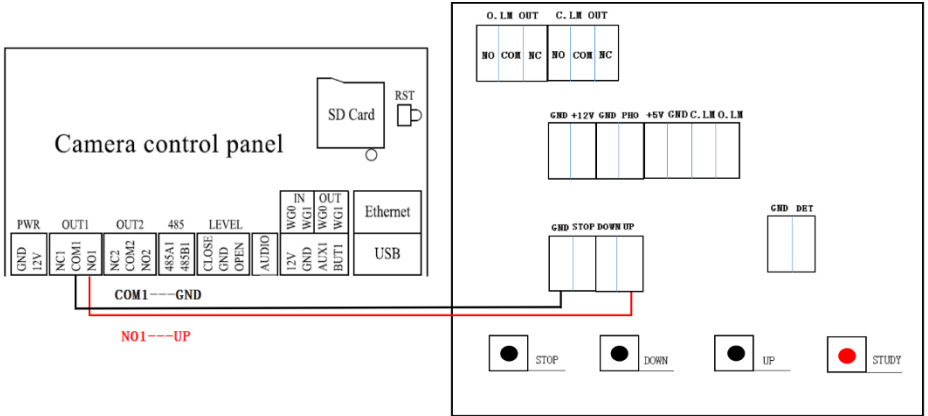 O.LM OUT C.LM OUT
NO COM NC NO COM NC
RST
SD Card
Camera control panel
GND +12V GND PHO +5V GND C.LM O.LM
IN OUT
WG0 WG1 WG0 WG1
Ethernet
PWR OUT1 OUT2 485 LEVEL
GND 12V NC1 COM1 NO1 NC2 COM2 NO2 485A1 485B1 CLOSE GND OPEN AUDIO 12V GND AUX1 BUT1
USB
GND DET
GND STOP DOWN UP
COM1---GND
NO1---UP
STOP DOWN UP STUDY